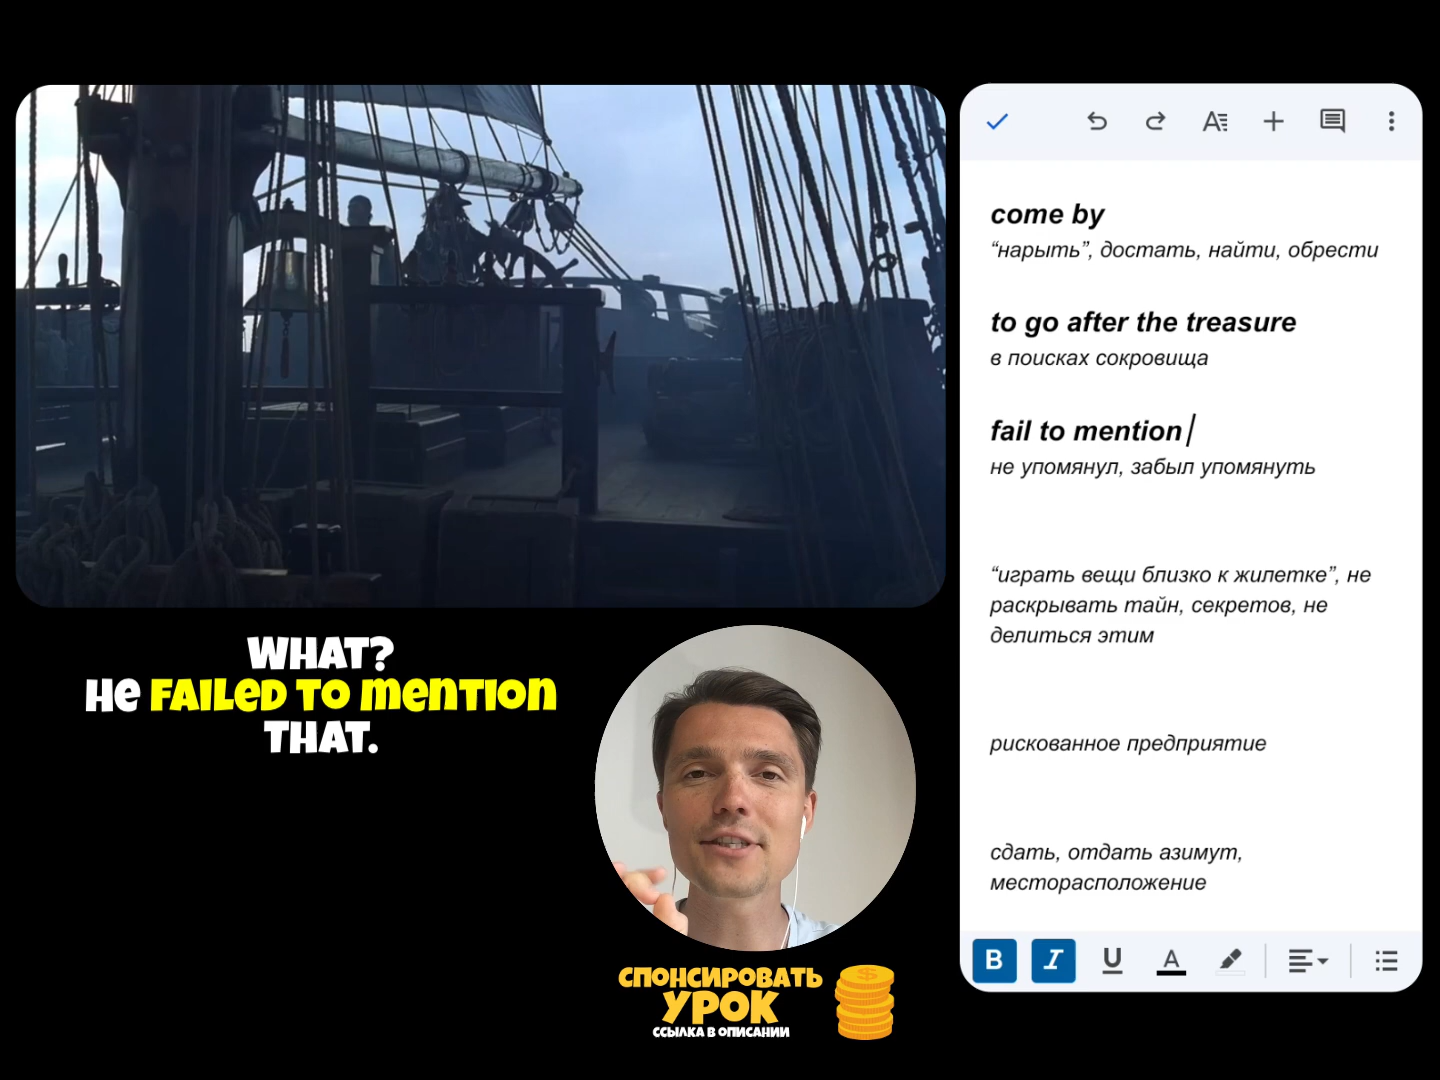 WHAT?
HE FAILED TO MENTION
THAT.
СПОНСИРОВАТЬ
УРОК
ССЫЛКА В ОПИСАНИИ
come by
“нарыть”, достать, найти, обрести
to go after the treasure
в поисках сокровища
fail to mention
не упомянул, забыл упомянуть
“играть вещи близко к жилетке”, не
раскрывать тайн, секретов, не
делиться этим
рискованное предприятие
сдать, отдать азимут,
месторасположение
B I U A